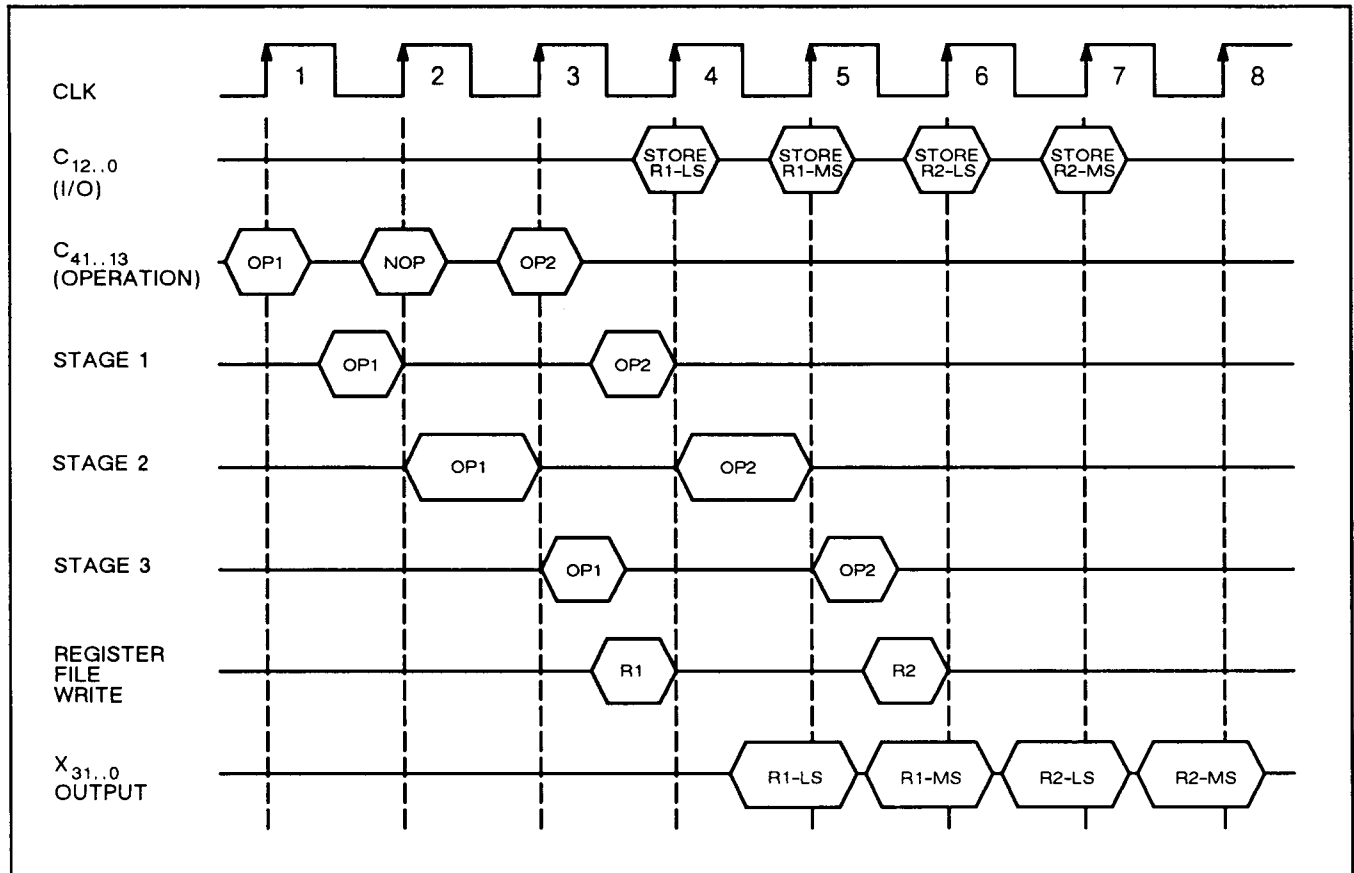 CLK 1 2 3 4 5 6 7 8
C12..0
(I/O)
STORE
R1-LS
STORE
R1-MS
STORE
R2-LS
STORE
R2-MS
C41..13
(OPERATION)
OP1 NOP OP2
STAGE 1 OP1 OP2
STAGE 2 OP1 OP2
STAGE 3 OP1 OP2
REGISTER
FILE
WRITE
R1 R2
X31..0
OUTPUT
R1-LS R1-MS R2-LS R2-MS